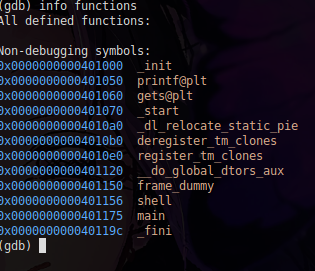 (gdb) info functions
All defined functions:
Non-debugging symbols:
0x0000000000401000 _init
0x0000000000401050 printf@plt
0x0000000000401060 gets@plt
0x0000000000401070 _start
0x00000000004010a0 _dl_relocate_static_pie
0x00000000004010b0 deregister_tm_clones
0x00000000004010e0 register_tm_clones
0x0000000000401120 __do_global_dtors_aux
0x0000000000401150 frame_dummy
0x0000000000401156 shell
0x0000000000401175 main
0x000000000040119c _fini
(gdb)